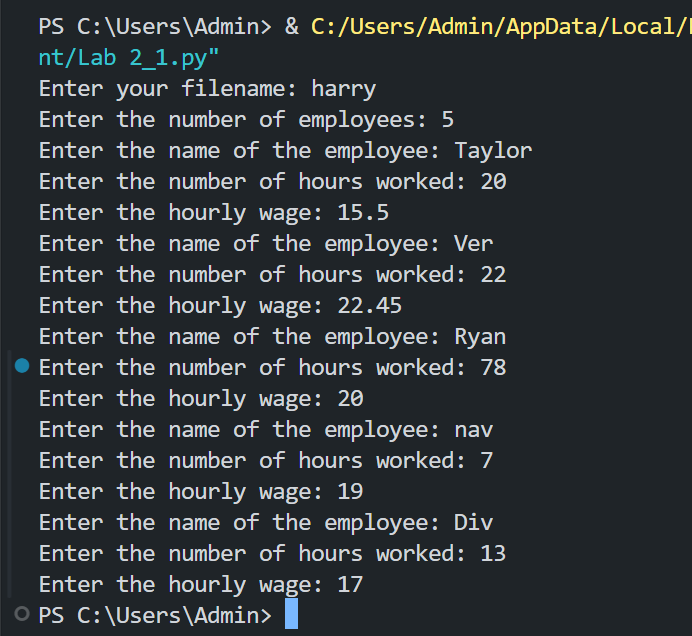 PS C:\Users\Admin> & C:/Users/Admin/AppData/Local/
nt/Lab 2_1.py"
Enter your filename: harry
Enter the number of employees: 5
Enter the name of the employee: Taylor
Enter the number of hours worked: 20
Enter the hourly wage: 15.5
Enter the name of the employee: Ver
Enter the number of hours worked: 22
Enter the hourly wage: 22.45
Enter the name of the employee: Ryan
Enter the number of hours worked: 78
Enter the hourly wage: 20
Enter the name of the employee: nav
Enter the number of hours worked: 7
Enter the hourly wage: 19
Enter the name of the employee: Div
Enter the number of hours worked: 13
Enter the hourly wage: 17
PS C:\Users\Admin>